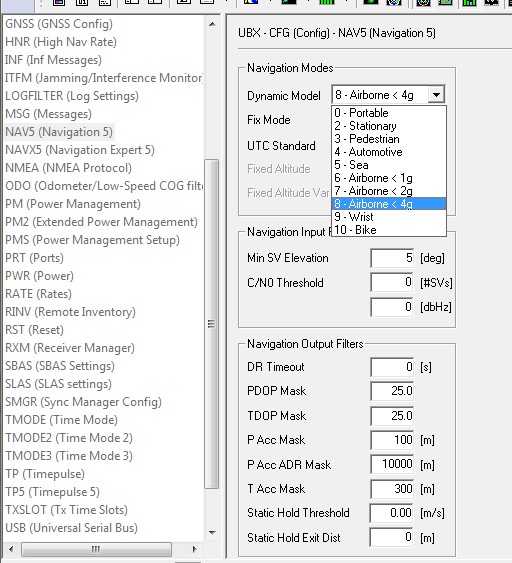 GNSS (GNSS Config)
HNR (High Nav Rate)
INF (Inf Messages)
ITFM (Jamming/Interference Monitor
LOGFILTER (Log Settings)
MSG (Messages)
NAV5 (Navigation 5)
NAVX5 (Navigation Expert 5)
NMEA (NMEA Protocol)
ODO (Odometer/Low-Speed COG filt
PM (Power Management)
PM2 (Extended Power Management)
PMS (Power Management Setup)
PRT (Ports)
PWR (Power)
RATE (Rates)
RINV (Remote Inventory)
RST (Reset)
RXM (Receiver Manager)
SBAS (SBAS Settings)
SLAS (SLAS settings)
SMGR (Sync Manager Config)
TMODE (Time Mode)
TMODE2 (Time Mode 2)
TMODE3 (Time Mode 3)
TP (Timepulse)
TP5 (Timepulse 5)
TXSLOT (Tx Time Slots)
USB (Universal Serial Bus)
UBX - CFG (Config) - NAV5 (Navigation 5)
Navigation Modes
Dynamic Model 8 - Airborne < 4g
Fix Mode
UTC Standard
Fixed Altitude
Fixed Altitude Var
0 - Portable
2 - Stationary
3 - Pedestrian
4 - Automotive
5 - Sea
6 - Airborne < 1g
7 - Airborne < 2g
8 - Airborne < 4g
9 - Wrist
10 - Bike
Navigation Input F
Min SV Elevation 5 [deg]
C/N0 Threshold 0 [#SVs]
0 [dbHz]
Navigation Output Filters
DR Timeout 0 [s]
PDOP Mask 25.0
TDOP Mask 25.0
P Acc Mask 100 [m]
P Acc ADR Mask 10000 [m]
T Acc Mask 300 [m]
Static Hold Threshold 0.00 [m/s]
Static Hold Exit Dist 0 [m]